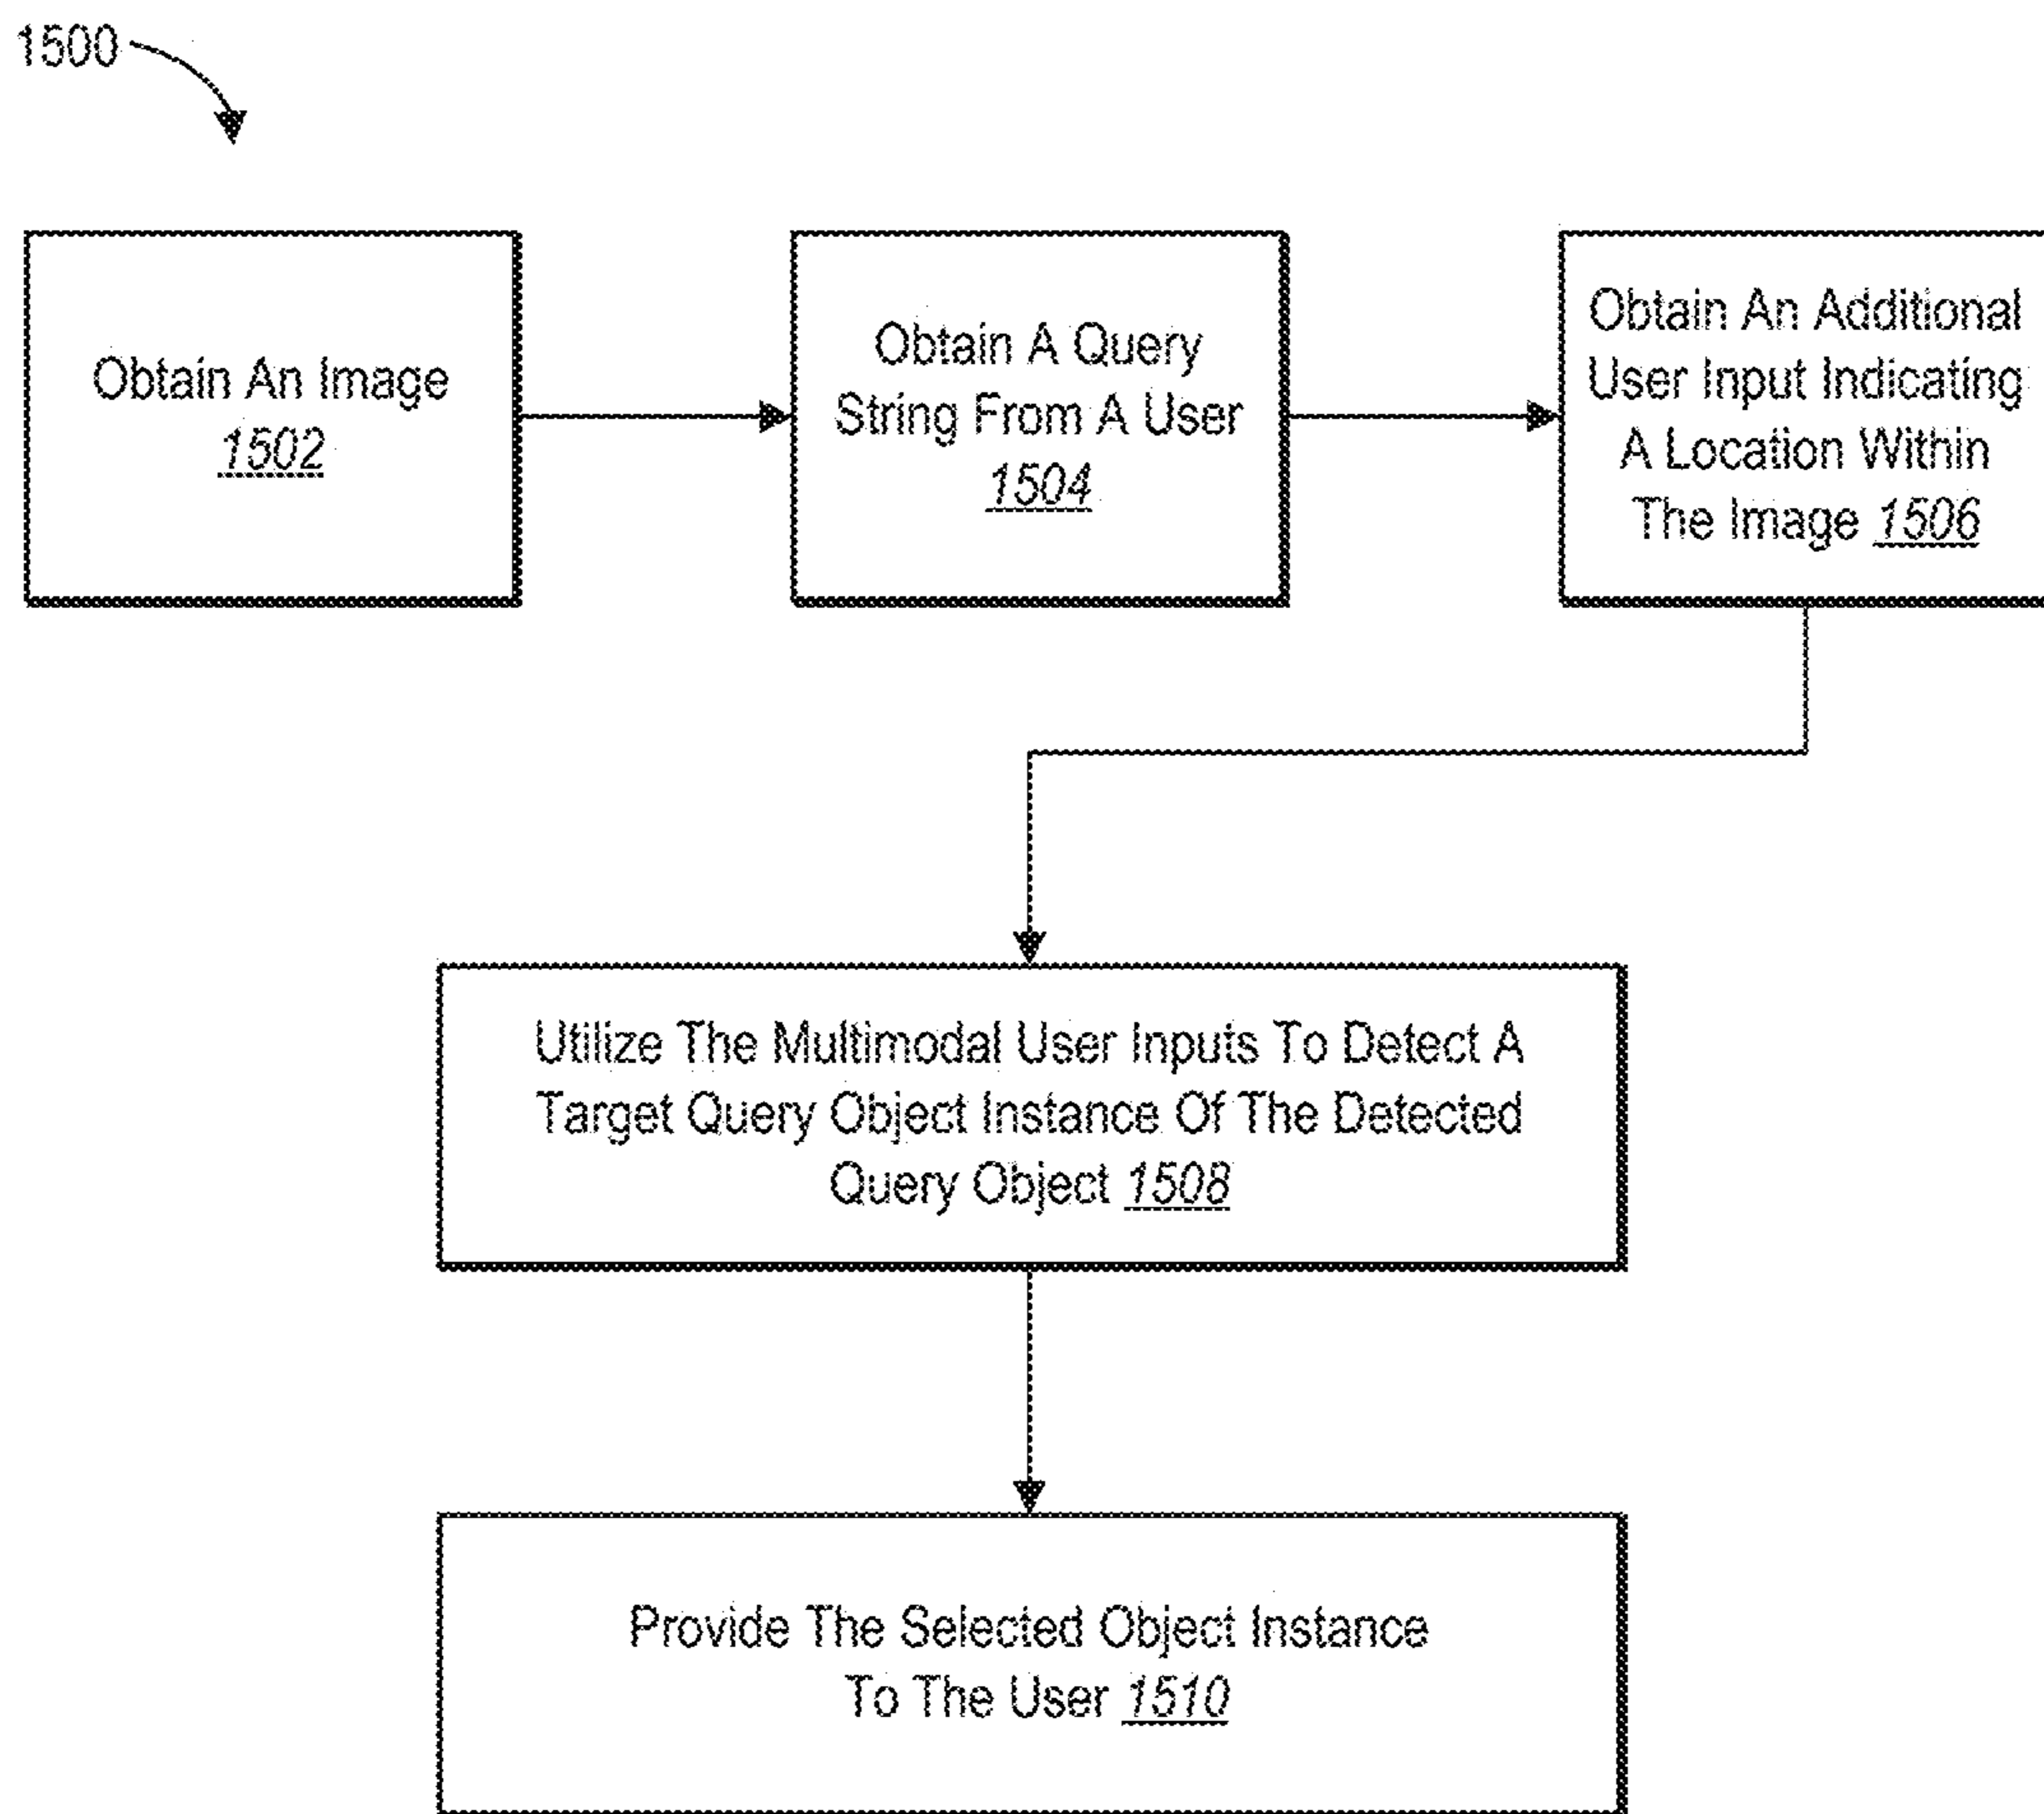 1500
Obtain An Image
1502
Obtain A Query
String From A User
1504
Obtain An Additional
User Input Indicating
A Location Within
The Image 1506
Utilize The Multimodal User Inputs To Detect A
Target Query Object Instance Of The Detected
Query Object 1508
Provide The Selected Object Instance
To The User 1510